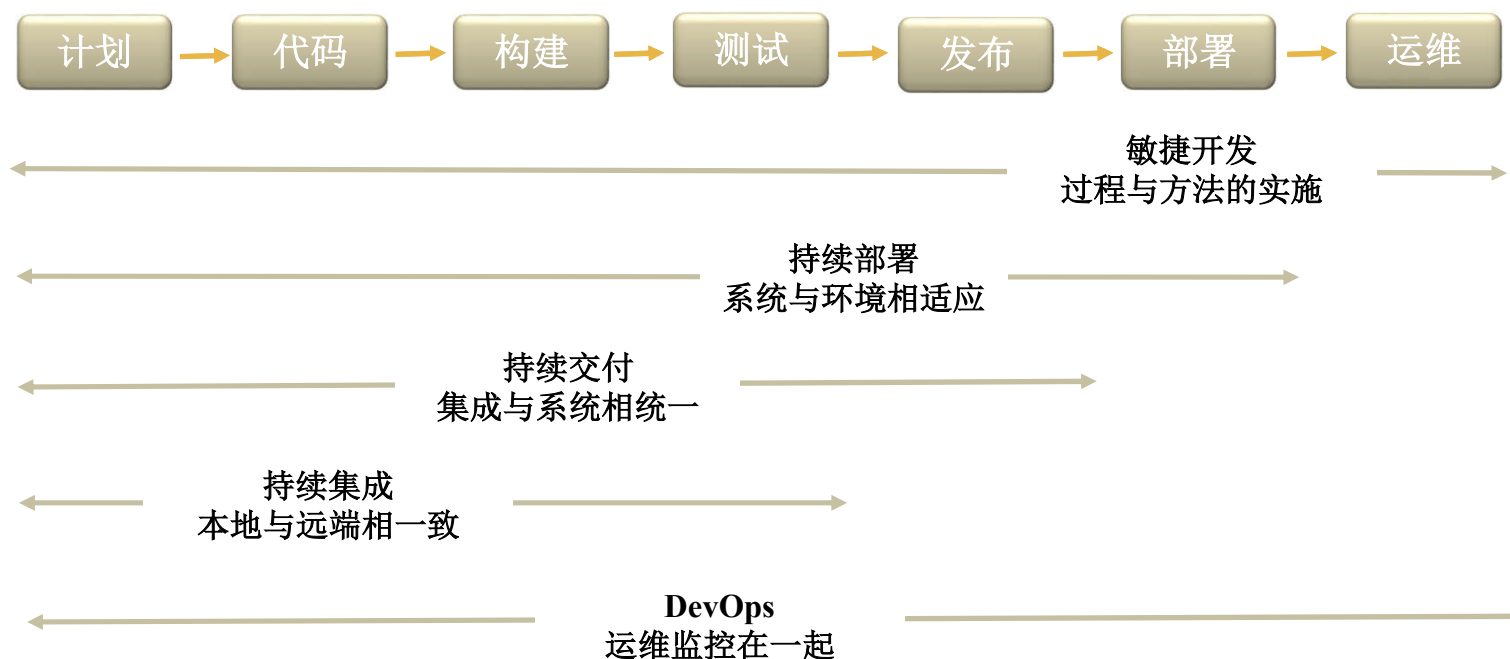 计划 代码 构建 测试 发布 部署 运维
敏捷开发
过程与方法的实施
持续部署
系统与环境相适应
持续交付
集成与系统相统一
持续集成
本地与远端相一致
DevOps
运维监控在一起